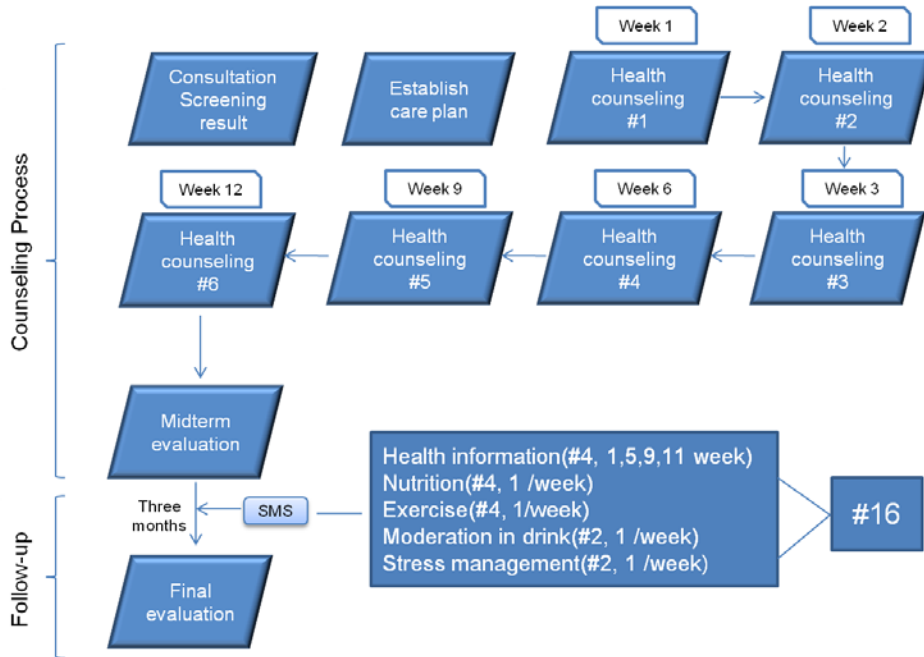 Week 1
Week 2
Consultation
Screening
result
Establish
care plan
Health
counseling
#1
Health
counseling
#2
Week 12
Week 9
Week 6
Week 3
Health
counseling
#6
Health
counseling
#5
Health
counseling
#4
Health
counseling
#3
Counseling Process
Midterm
evaluation
Health information(#4, 1,5,9,11 week)
Nutrition(#4, 1 /week)
Exercise(#4, 1/week)
Moderation in drink(#2, 1 /week)
Stress management(#2, 1 /week)
#16
Three
months
SMS
Follow-up
Final
evaluation